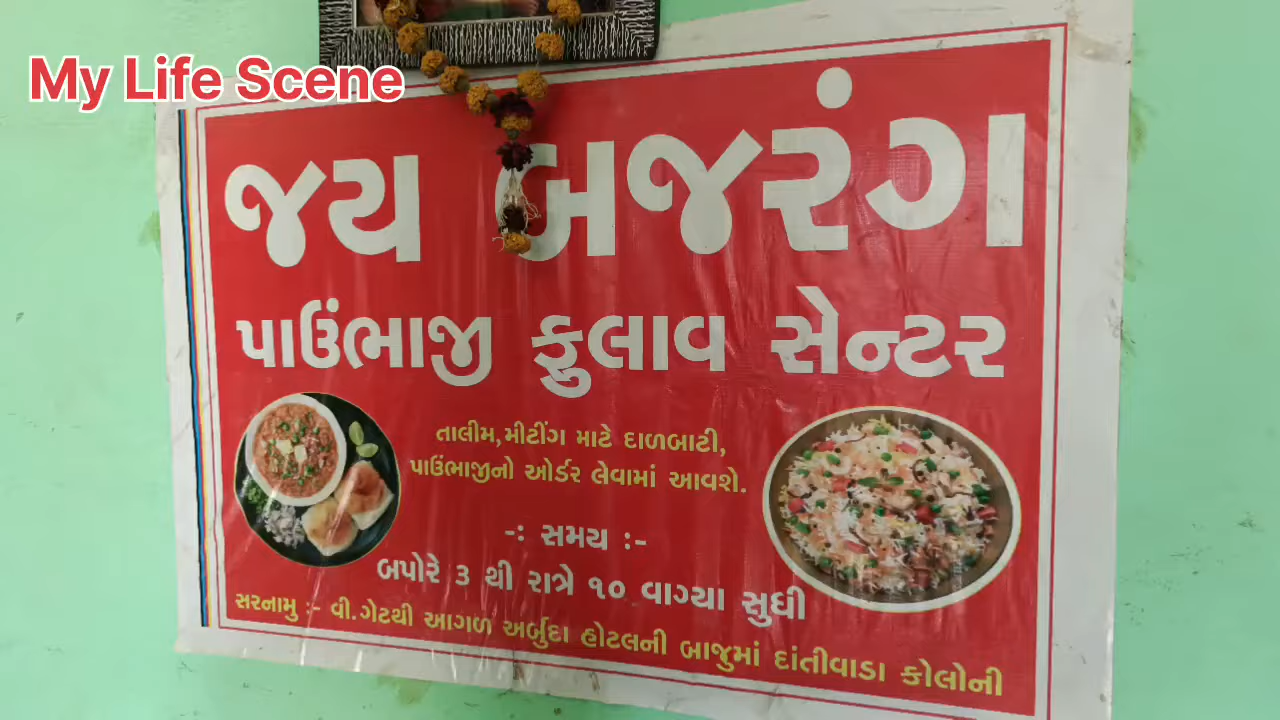 My Life Scene
જય બજરંગ
પાઉંભાજી ફુલાવ સેન્ટર
તાલીમ,મીટીંગ માટે દાળબાટી,
પાઉંભાજીનો ઓર્ડર લેવામાં આવશે.
-: સમય :-
બપોરે ૩ થી રાત્રે ૧૦ વાગ્યા સુધી
સરનામુ :- વી.ગેટથી આગળ અર્બુદા હોટલની બાજુમાં દાંતીવાડા કોલોની